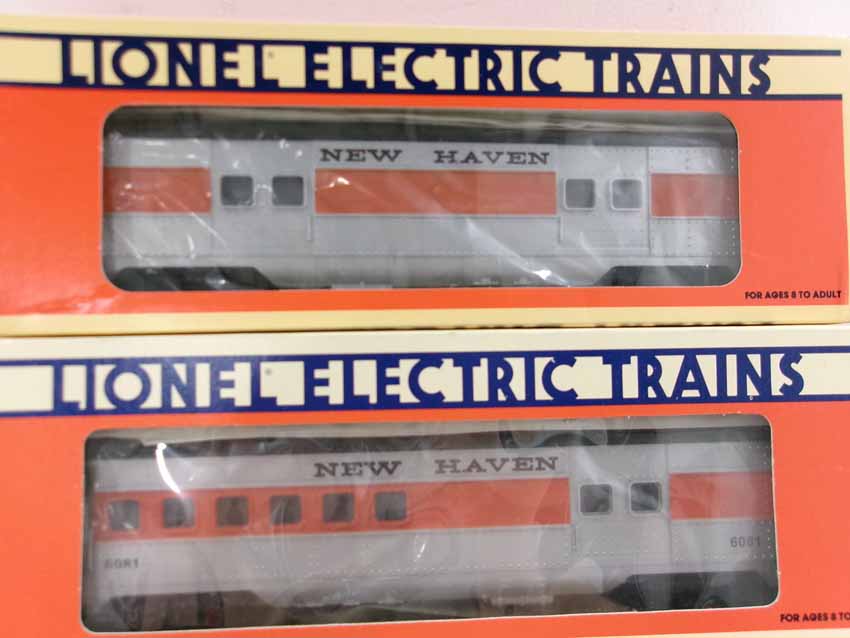 LIONEL® ELECTRIC TRAINS
NEW HAVEN
FOR AGES 8 TO ADULT
LIONEL® ELECTRIC TRAINS
NEW HAVEN
6081 6081
FOR AGES 8 TO